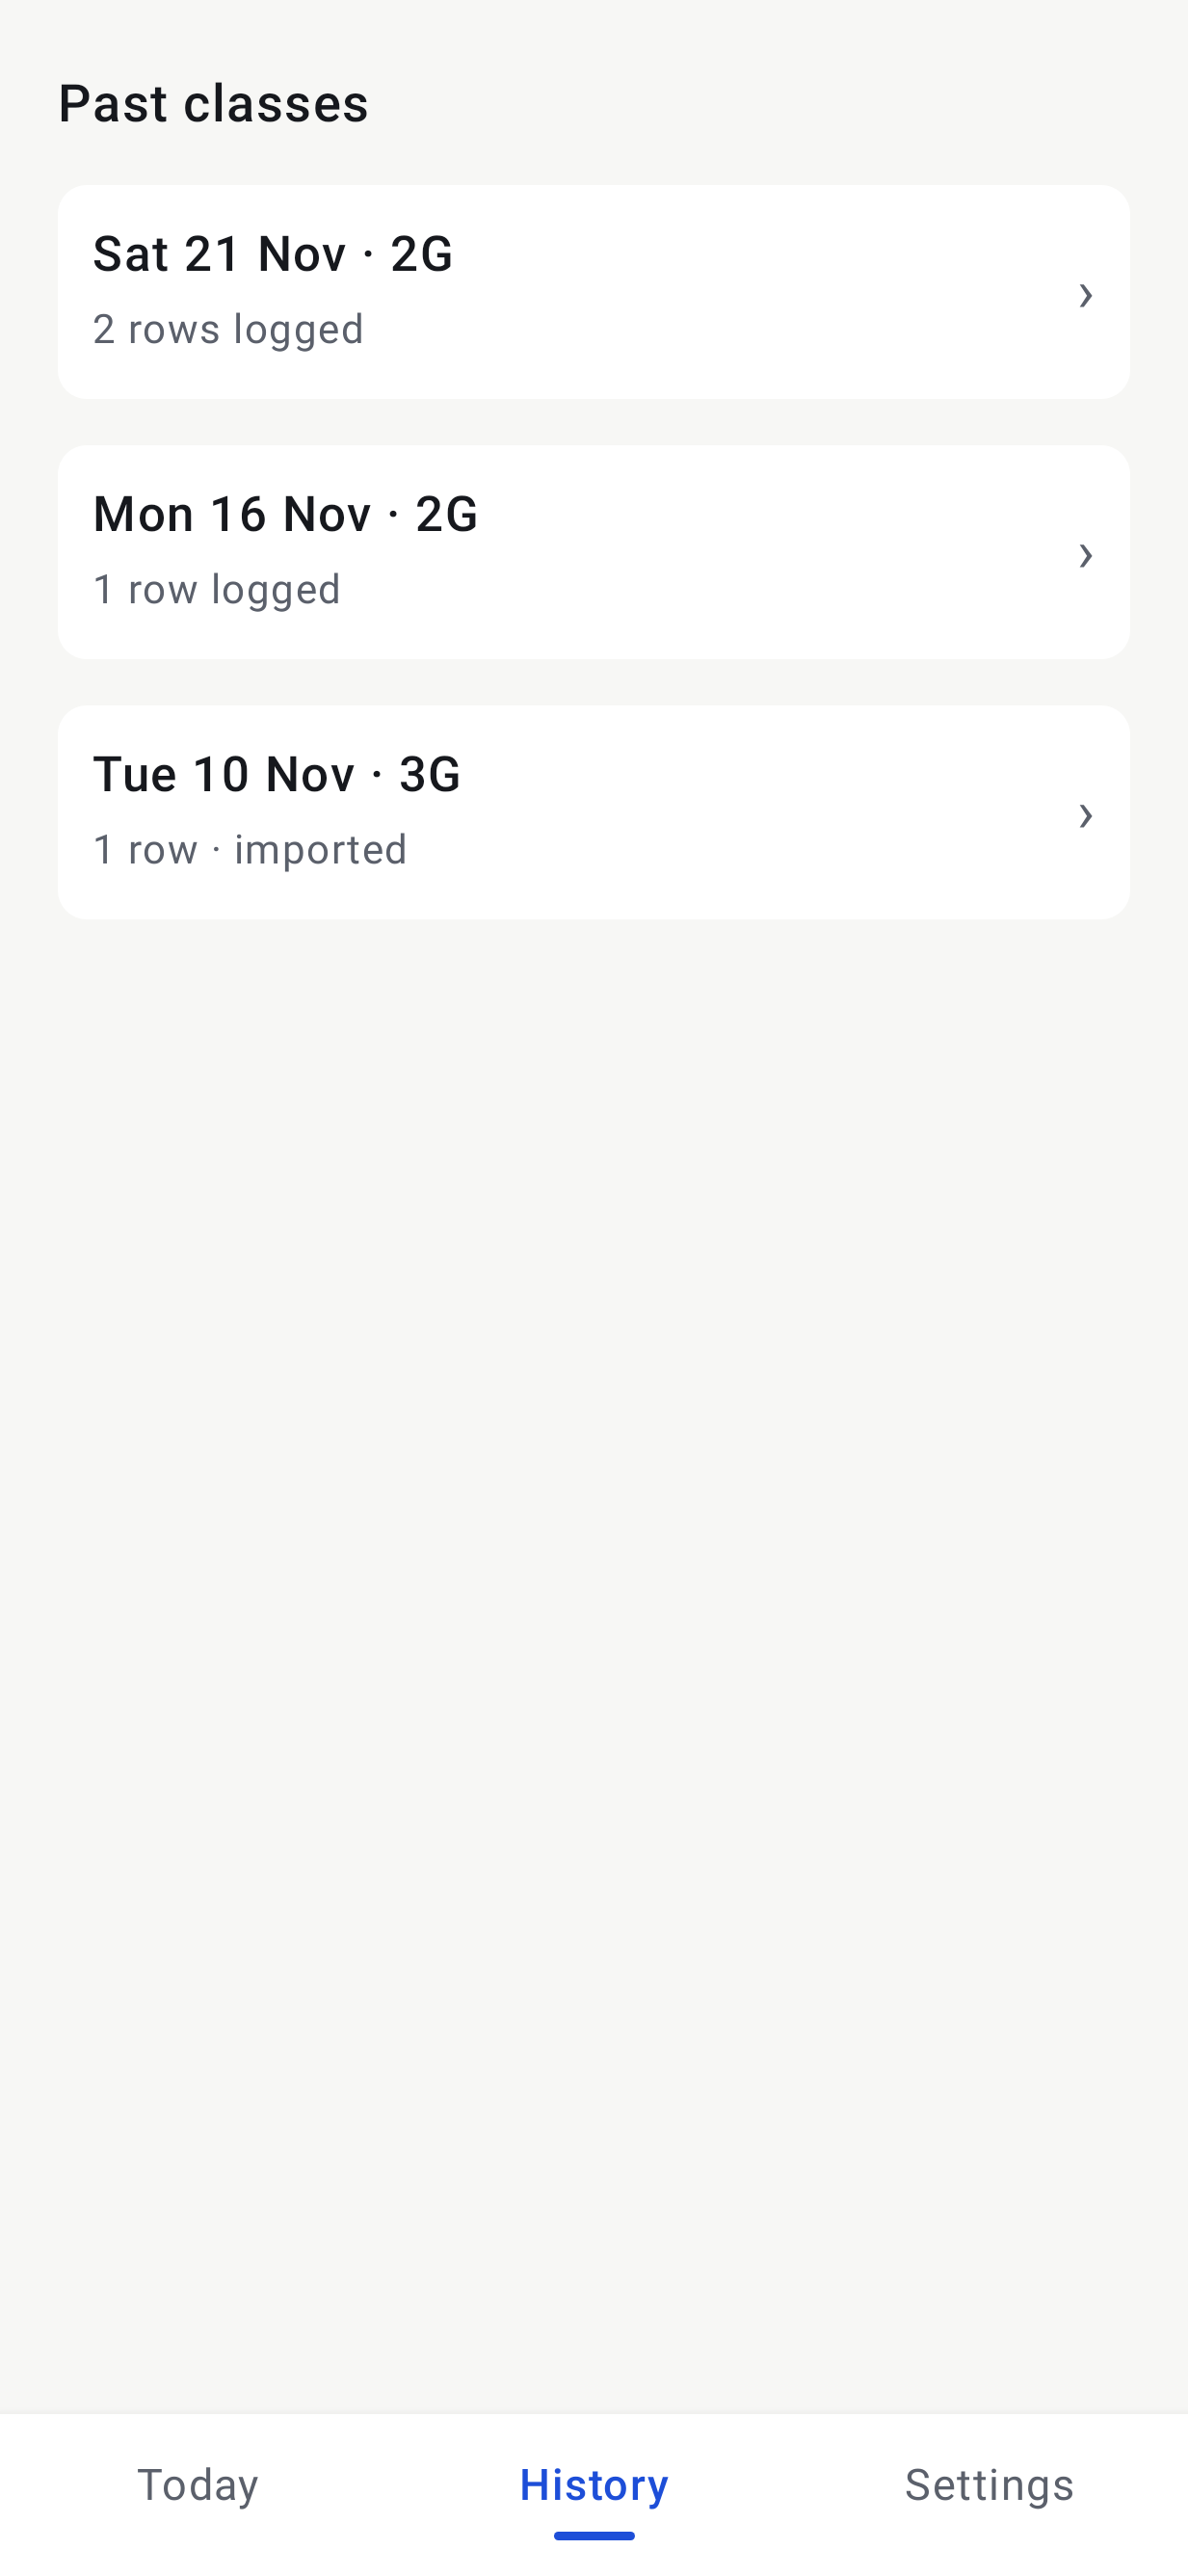 Past classes
Sat 21 Nov · 2G
2 rows logged
›
Mon 16 Nov · 2G
1 row logged
›
Tue 10 Nov · 3G
1 row · imported
›
Today History Settings